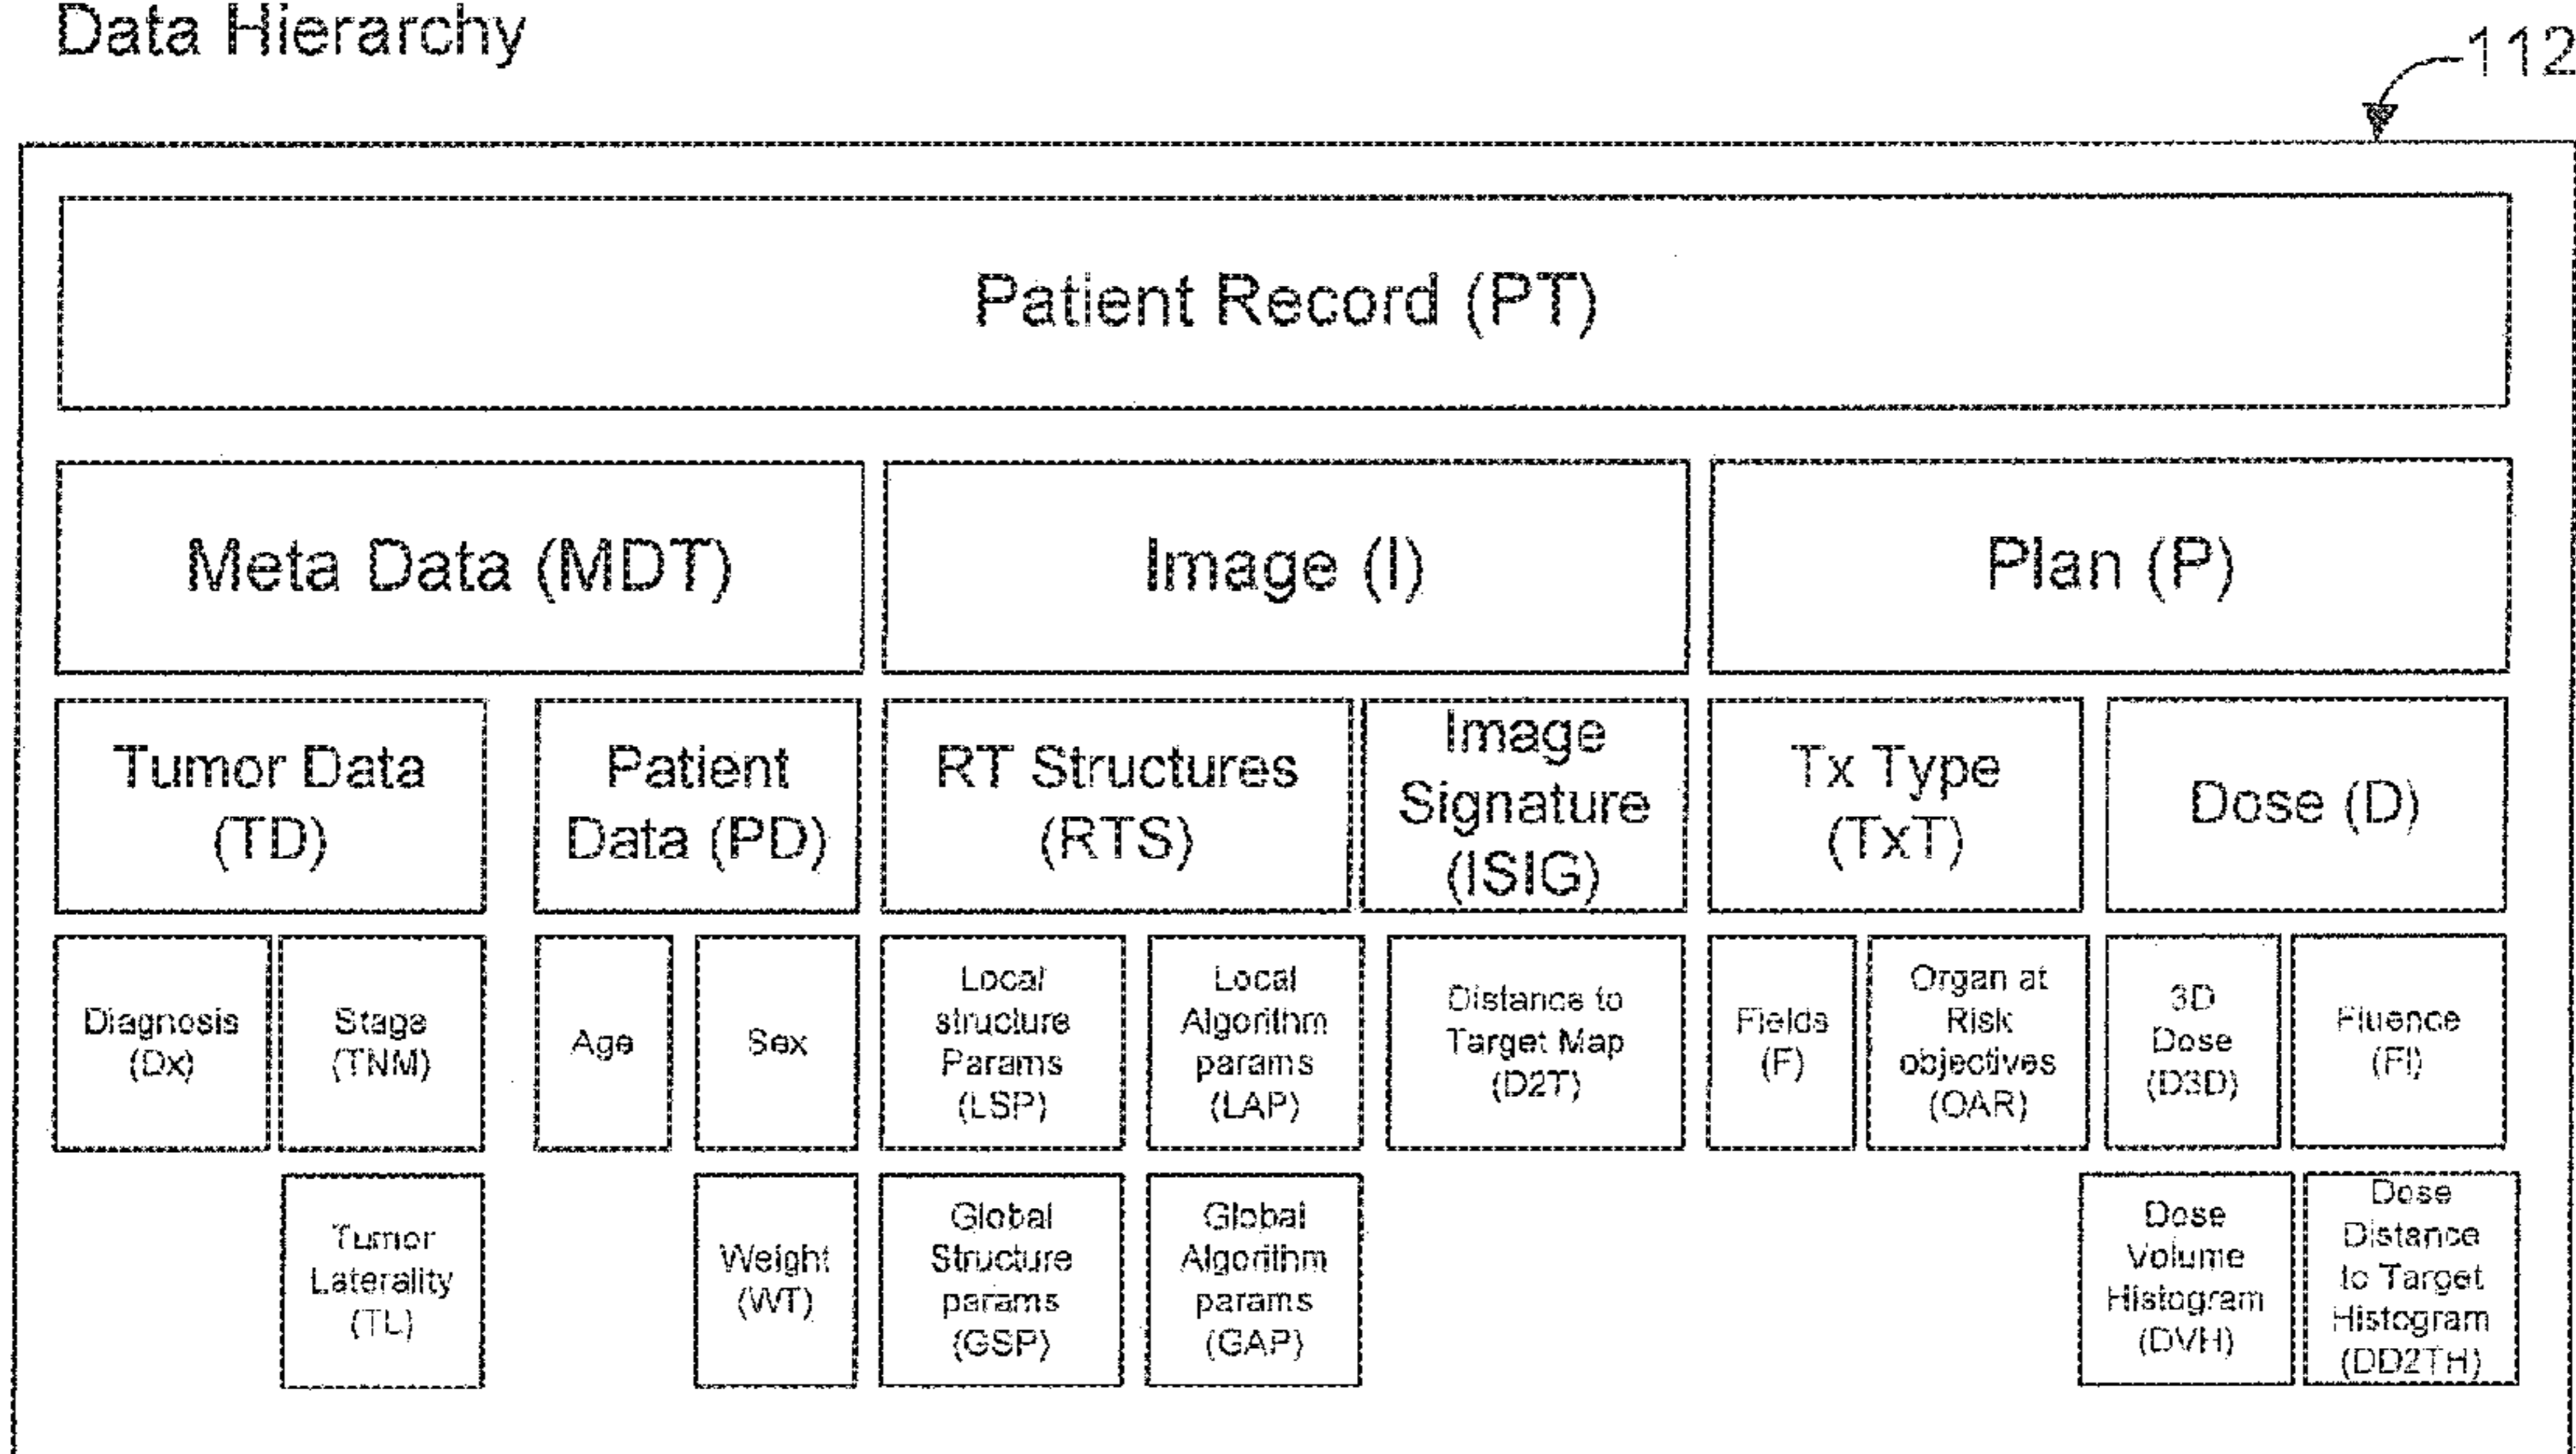 Data Hierarchy
112
Patient Record (PT)
Meta Data (MDT)
Image (I)
Plan (P)
Tumor Data
(TD)
Patient
Data (PD)
RT Structures
(RTS)
Image
Signature
(ISIG)
Tx Type
(TxT)
Dose (D)
Diagnosis
(Dx)
Stage
(TNM)
Age
Sex
Local
structure
Params
(LSP)
Local
Algorithm
params
(LAP)
Distance to
Target Map
(D2T)
Fields
(F)
Organ at
Risk
objectives
(OAR)
3D
Dose
(D3D)
Fluence
(Fl)
Tumor
Laterality
(TL)
Weight
(WT)
Global
Structure
params
(GSP)
Global
Algorithm
params
(GAP)
Dose
Volume
Histogram
(DVH)
Dose
Distance
to Target
Histogram
(DD2TH)